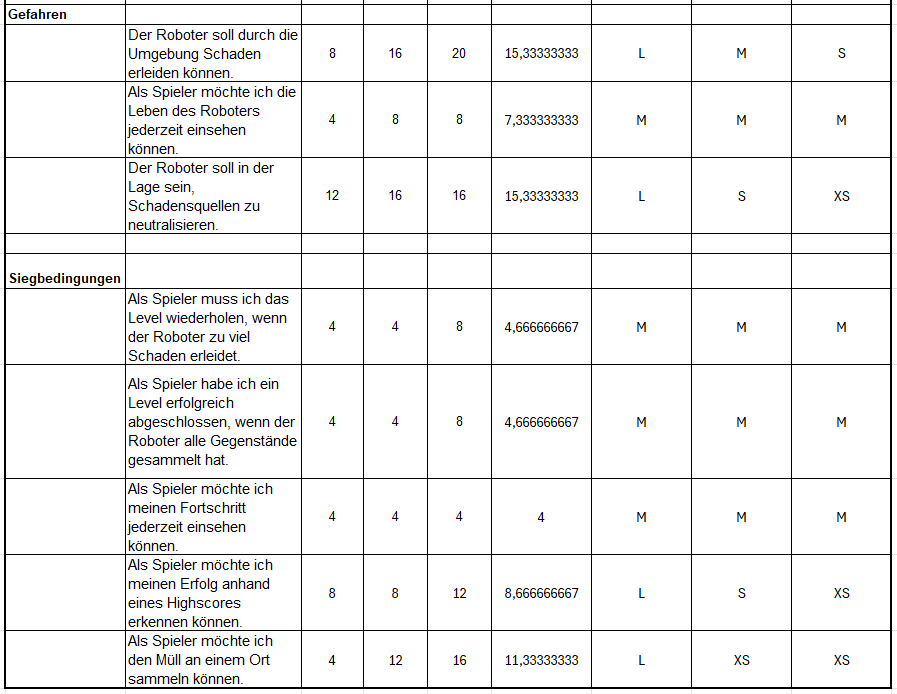 Gefahren
Der Roboter soll durch die
Umgebung Schaden
erleiden können.
8 16 20 15,33333333 L M S
Als Spieler möchte ich die
Leben des Roboters
jederzeit einsehen
können.
4 8 8 7,333333333 M M M
Der Roboter soll in der
Lage sein,
Schadensquellen zu
neutralisieren.
12 16 16 15,33333333 L S XS
Siegbedingungen
Als Spieler muss ich das
Level wiederholen, wenn
der Roboter zu viel
Schaden erleidet.
4 4 8 4,666666667 M M M
Als Spieler habe ich ein
Level erfolgreich
abgeschlossen, wenn der
Roboter alle Gegenstände
gesammelt hat.
4 4 8 4,666666667 M M M
Als Spieler möchte ich
meinen Fortschritt
jederzeit einsehen
können.
4 4 4 4 M M M
Als Spieler möchte ich
meinen Erfolg anhand
eines Highscores
erkennen können.
8 8 12 8,666666667 L S XS
Als Spieler möchte ich
den Müll an einem Ort
sammeln können.
4 12 16 11,33333333 L XS XS